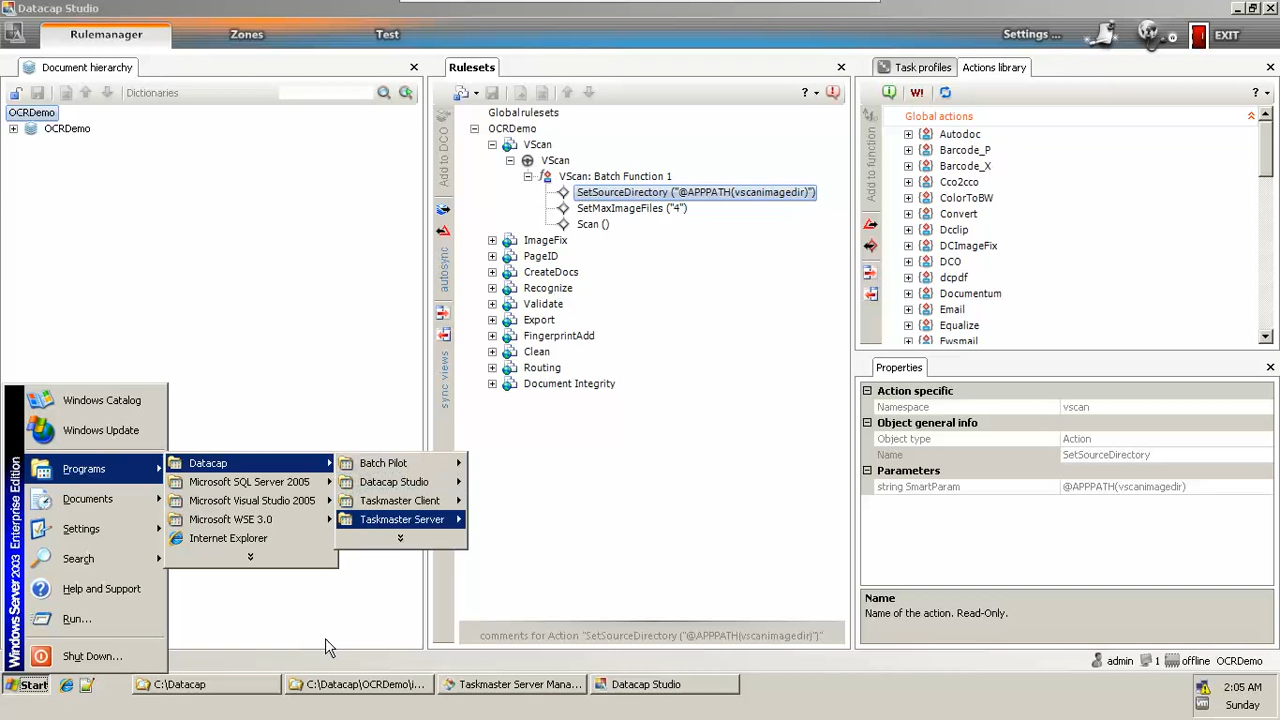 Datacap Studio
Rulemanager
Zones
Test
Settings ...
EXIT
Document hierarchy
Dictionaries
OCRDemo
OCRDemo
Rulesets
? 
Add to DCO
autosync
sync views
Global rulesets
OCRDemo
VScan
VScan
VScan: Batch Function 1
SetSourceDirectory ("@APPPATH(vscanimagedir)")
SetMaxImageFiles ("4")
Scan ()
ImageFix
PageID
CreateDocs
Recognize
Validate
Export
FingerprintAdd
Clean
Routing
Document Integrity
comments for Action "SetSourceDirectory ("@APPPATH(vscanimagedir)")"
Task profiles
Actions library
W!
?
Add to function
Global actions
Autodoc
Barcode_P
Barcode_X
Cco2cco
ColorToBW
Convert
Dcclip
DCImageFix
DCO
dcpdf
Documentum
Email
Equalize
Ewsmail
Properties
Action specific
Namespace vscan
Object general info
Object type Action
Name SetSourceDirectory
Parameters
string SmartParam @APPPATH(vscanimagedir)
Name
Name of the action. Read-Only.
admin 1 offline OCRDemo
Windows Server 2003 Enterprise Edition
Windows Catalog
Windows Update
Programs
Documents
Settings
Search
Help and Support
Run...
Shut Down...
Datacap
Microsoft SQL Server 2005
Microsoft Visual Studio 2005
Microsoft WSE 3.0
Internet Explorer
Batch Pilot
Datacap Studio
Taskmaster Client
Taskmaster Server
Start
C:\Datacap
C:\Datacap\OCRDemo\i...
Taskmaster Server Mana...
Datacap Studio
2:05 AM
Sunday